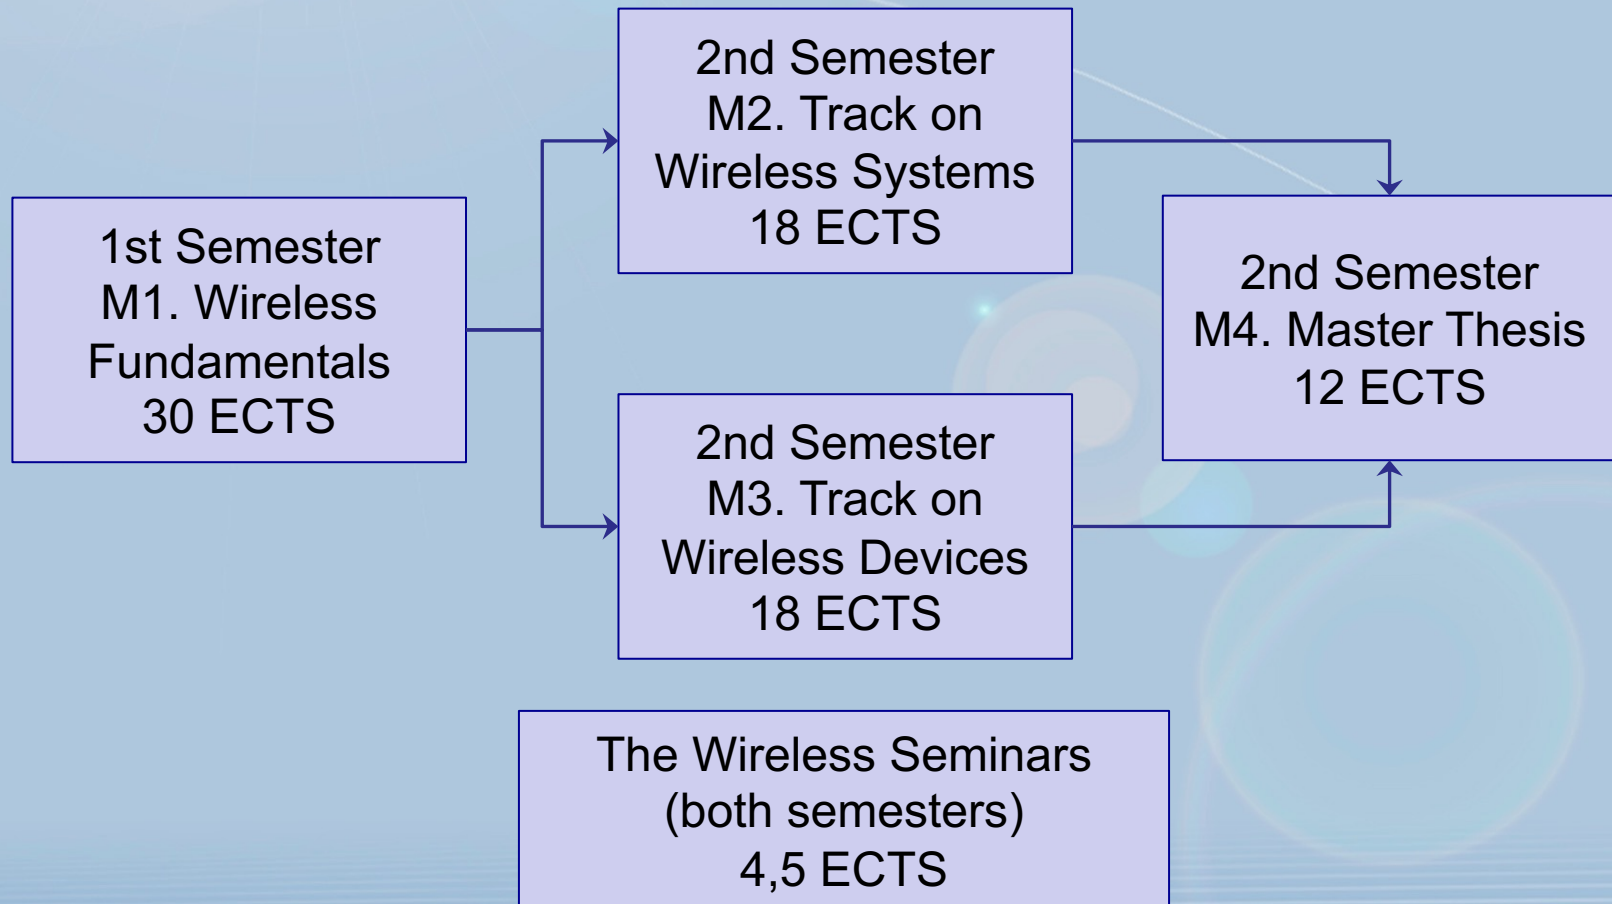 1st Semester
M1. Wireless
Fundamentals
30 ECTS
2nd Semester
M2. Track on
Wireless Systems
18 ECTS
2nd Semester
M3. Track on
Wireless Devices
18 ECTS
2nd Semester
M4. Master Thesis
12 ECTS
The Wireless Seminars
(both semesters)
4,5 ECTS